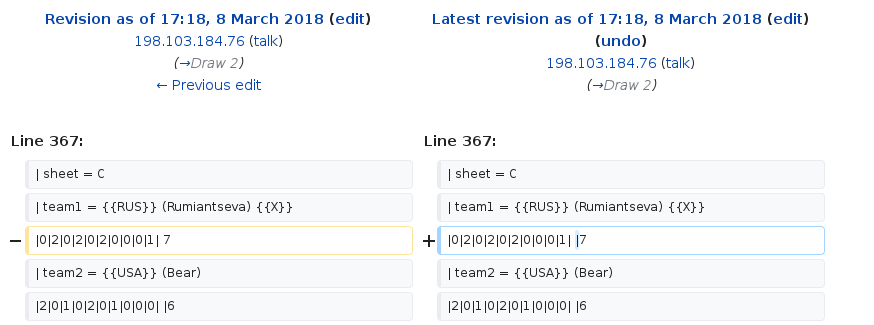 Revision as of 17:18, 8 March 2018 (edit)
198.103.184.76 (talk)
(→Draw 2)
← Previous edit
Latest revision as of 17:18, 8 March 2018 (edit)
(undo)
198.103.184.76 (talk)
(→Draw 2)
Line 367:
Line 367:
| sheet = C
| sheet = C
| team1 = {{RUS}} (Rumiantseva) {{X}}
| team1 = {{RUS}} (Rumiantseva) {{X}}
− |0|2|0|2|0|2|0|0|0|1| 7
+ |0|2|0|2|0|2|0|0|0|1| |7
| team2 = {{USA}} (Bear)
| team2 = {{USA}} (Bear)
|2|0|1|0|2|0|1|0|0|0| |6
|2|0|1|0|2|0|1|0|0|0| |6